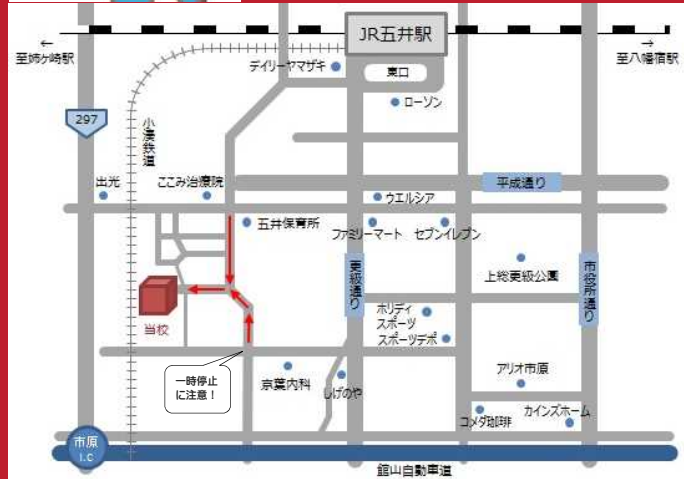 JR五井駅
東口
←
至姉ケ崎駅
→
至八幡宿駅
デイリーヤマザキ
ローソン
297
小湊鉄道
出光
ここみ治療院
平成通り
ウエルシア
五井保育所
ファミリーマート
セブンイレブン
更級通り
上総更級公園
市役所通り
当校
ホリデイ
スポーツ
スポーツデポ
一時停止
に注意！
京葉内科
しげのや
アリオ市原
コメダ珈琲
カインズホーム
市原
I.C
館山自動車道